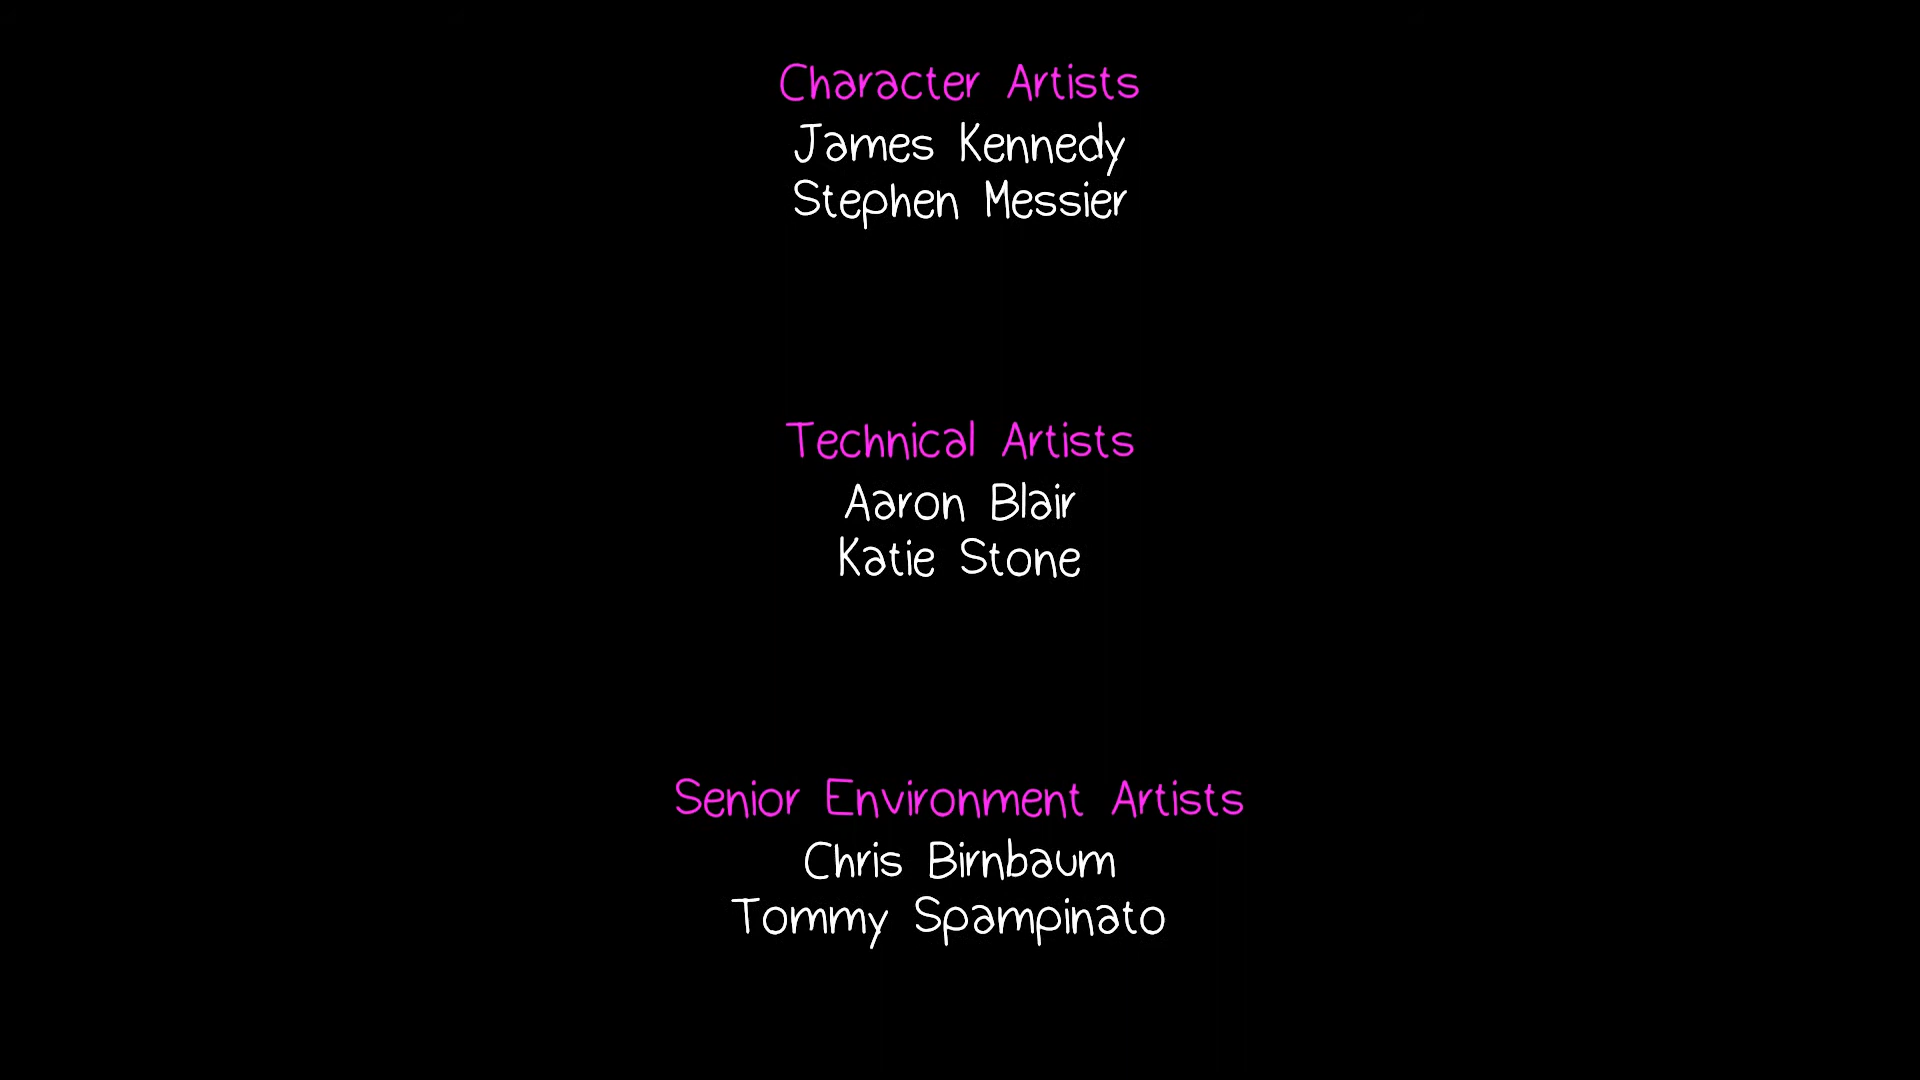 Character Artists
James Kennedy
Stephen Messier
Technical Artists
Aaron Blair
Katie Stone
Senior Environment Artists
Chris Birnbaum
Tommy Spampinato